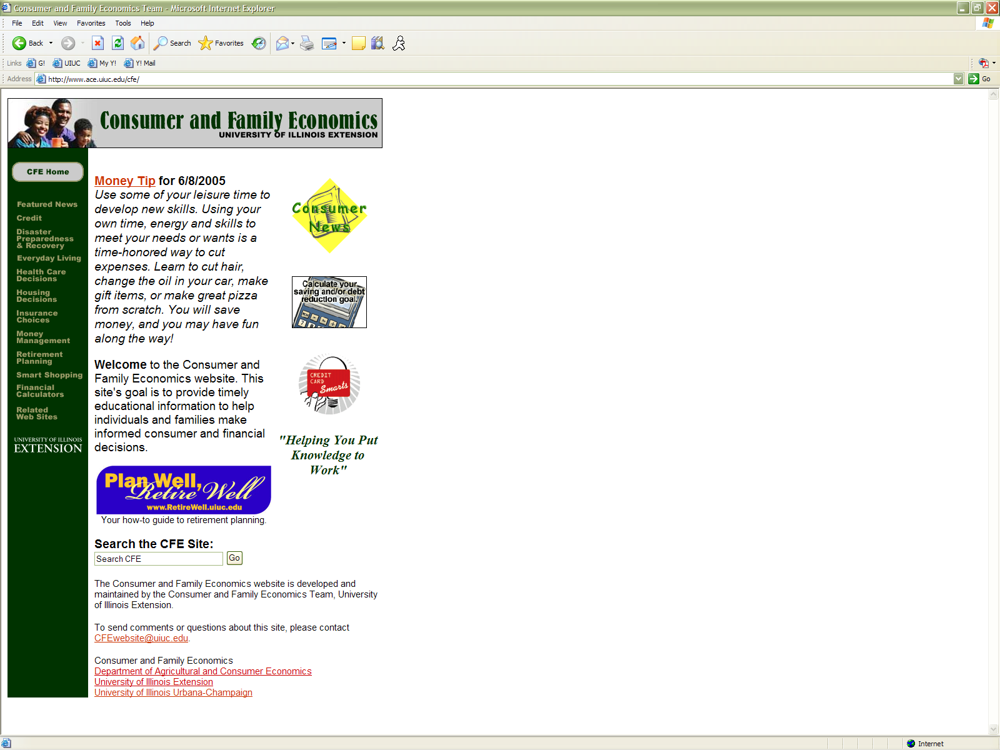 Consumer and Family Economics Team - Microsoft Internet Explorer
File Edit View Favorites Tools Help
Back Search Favorites
Links G! UIUC My Y! Y! Mail
Address http://www.ace.uiuc.edu/cfe/ Go
Consumer and Family Economics
UNIVERSITY OF ILLINOIS EXTENSION
CFE Home
Featured News
Credit
Disaster
Preparedness
& Recovery
Everyday Living
Health Care
Decisions
Housing
Decisions
Insurance
Choices
Money
Management
Retirement
Planning
Smart Shopping
Financial
Calculators
Related
Web Sites
UNIVERSITY OF ILLINOIS
EXTENSION
Money Tip for 6/8/2005
Use some of your leisure time to
develop new skills. Using your
own time, energy and skills to
meet your needs or wants is a
time-honored way to cut
expenses. Learn to cut hair,
change the oil in your car, make
gift items, or make great pizza
from scratch. You will save
money, and you may have fun
along the way!
Welcome to the Consumer and
Family Economics website. This
site's goal is to provide timely
educational information to help
individuals and families make
informed consumer and financial
decisions.
Plan Well,
Retire Well
www.RetireWell.uiuc.edu
Your how-to guide to retirement planning.
Consumer
News
Calculate your
saving and/or debt
reduction goal.
CREDIT
CARD
Smarts
"Helping You Put
Knowledge to
Work"
Search the CFE Site:
Search CFE Go
The Consumer and Family Economics website is developed and
maintained by the Consumer and Family Economics Team, University
of Illinois Extension.
To send comments or questions about this site, please contact
CFEwebsite@uiuc.edu.
Consumer and Family Economics
Department of Agricultural and Consumer Economics
University of Illinois Extension
University of Illinois Urbana-Champaign
Internet